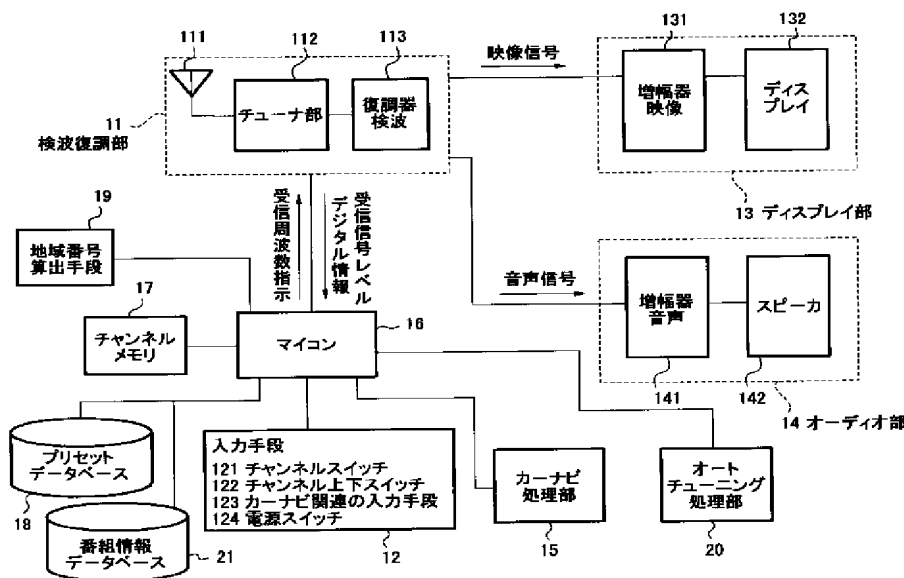 111
112
113
11
検波復調部
チューナ部
復調器
検波
映像信号
131
132
増幅器
映像
ディス
プレイ
13 ディスプレイ部
19
地域番号
算出手段
受信周波数指示
受信信号レベル
デジタル情報
音声信号
増幅器
音声
スピーカ
141
142
14 オーディオ部
17
チャンネル
メモリ
16
マイコン
プリセット
データベース
18
番組情報
データベース
21
入力手段
121 チャンネルスイッチ
122 チャンネル上下スイッチ
123 カーナビ関連の入力手段
124 電源スイッチ
12
カーナビ
処理部
15
オート
チューニング
処理部
20